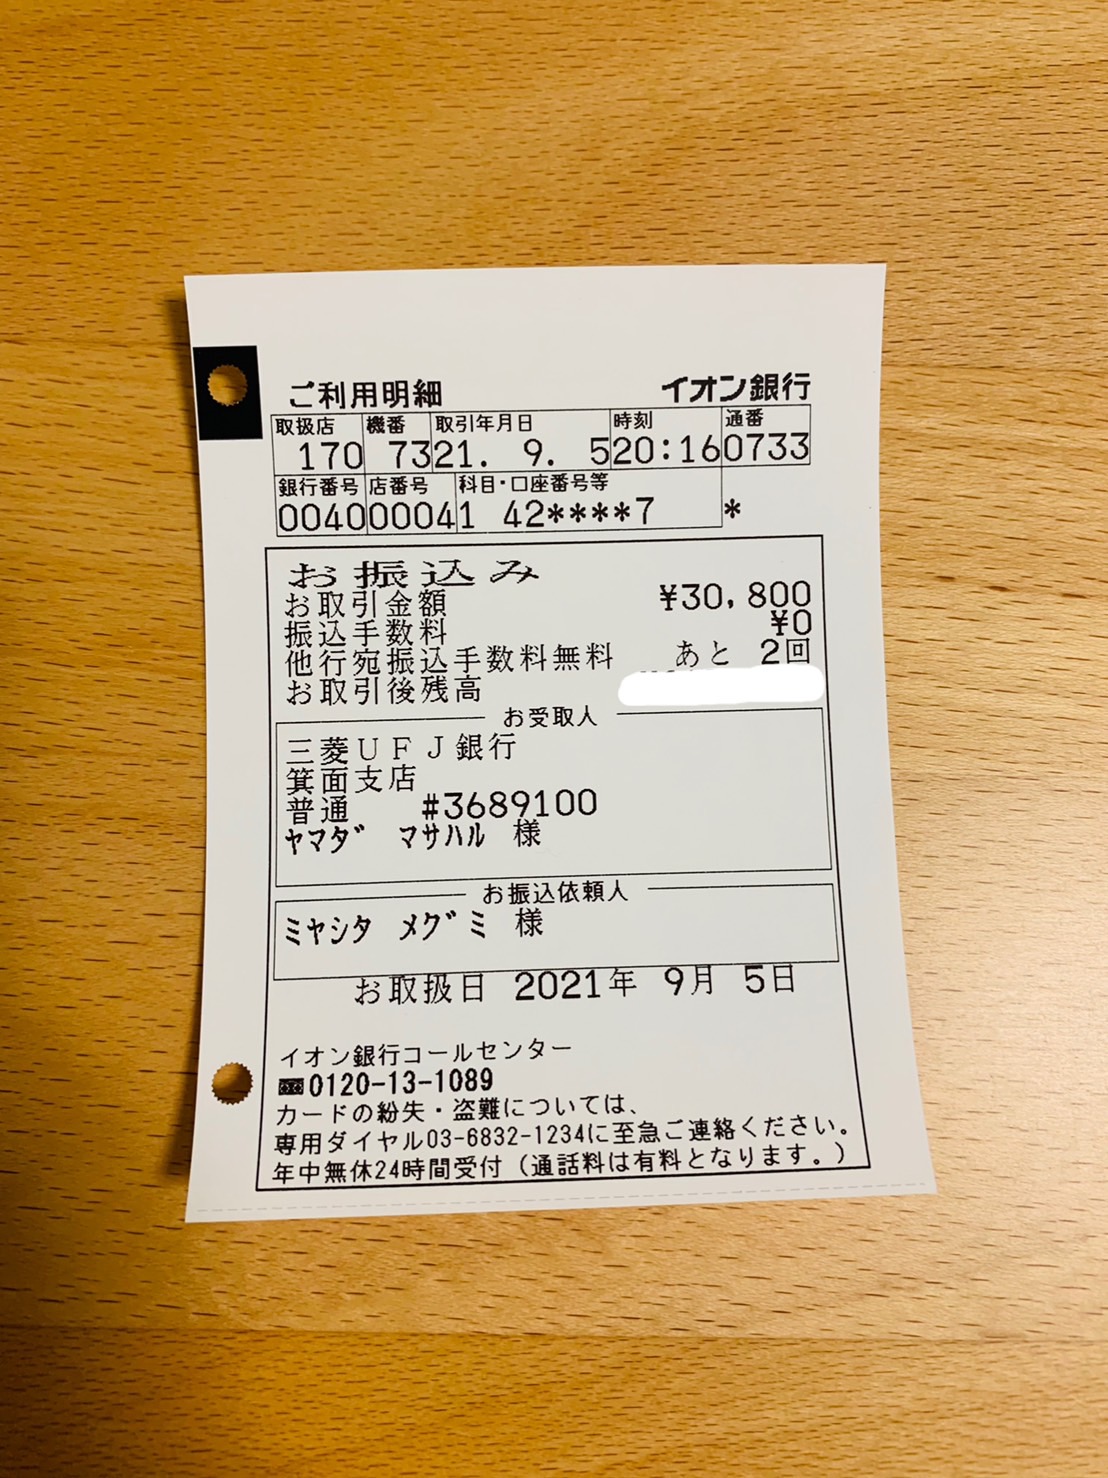 ご利用明細 イオン銀行
取扱店 機番 取引年月日 時刻 通番
170 73 21. 9. 5 20:16 0733
銀行番号 店番号 科目・口座番号等
0040 004 1 42****7 *
お振込み
お取引金額 ¥30,800
振込手数料 ¥0
他行宛振込手数料無料 あと 2回
お取引後残高
お受取人
三菱UFJ銀行
箕面支店
普通 #3689100
ヤマダ マサハル 様
お振込依頼人
ミヤシタ メグミ 様
お取扱日 2021年 9月 5日
イオン銀行コールセンター
0120-13-1089
カードの紛失・盗難については、
専用ダイヤル03-6832-1234に至急ご連絡ください。
年中無休24時間受付(通話料は有料となります。)